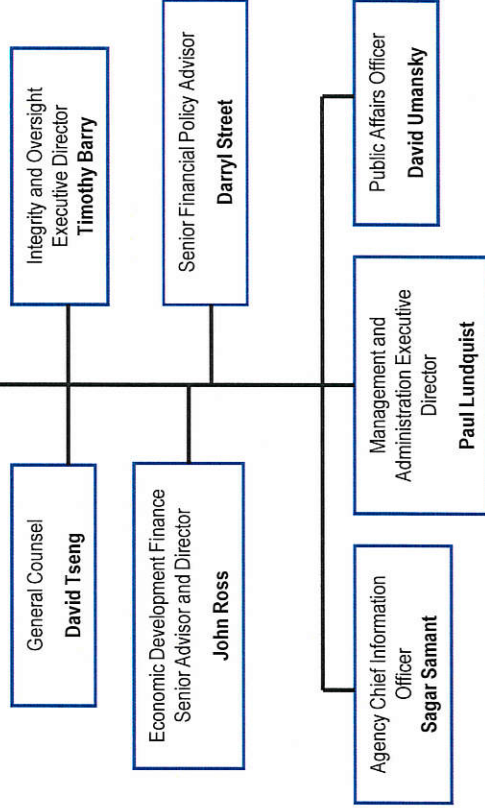 General Counsel
David Tseng
Integrity and Oversight
Executive Director
Timothy Barry
Economic Development Finance
Senior Advisor and Director
John Ross
Senior Financial Policy Advisor
Darryl Street
Agency Chief Information
Officer
Sagar Samant
Management and
Administration Executive
Director
Paul Lundquist
Public Affairs Officer
David Umansky